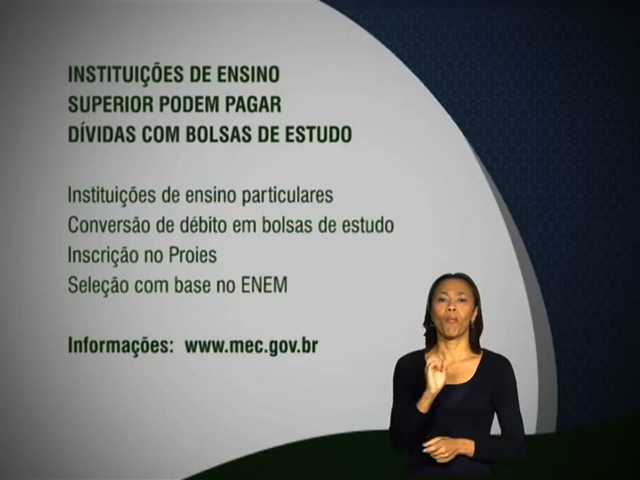 INSTITUIÇÕES DE ENSINO
SUPERIOR PODEM PAGAR
DÍVIDAS COM BOLSAS DE ESTUDO
Instituições de ensino particulares
Conversão de débito em bolsas de estudo
Inscrição no Proies
Seleção com base no ENEM
Informações: www.mec.gov.br